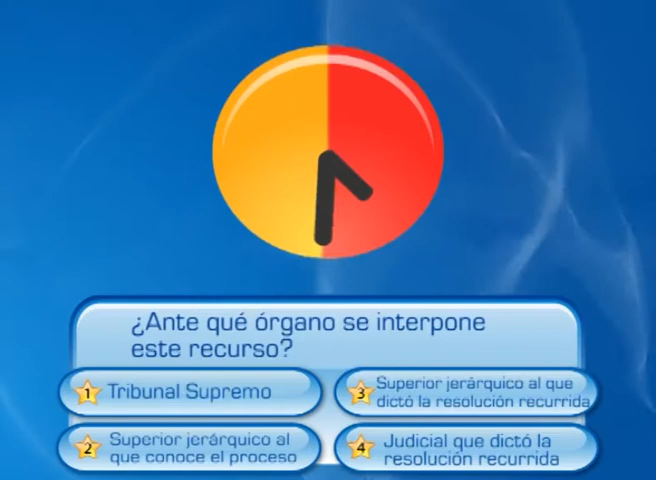 ¿Ante qué órgano se interpone
este recurso?
1 Tribunal Supremo
3 Superior jerárquico al que
dictó la resolución recurrida
2 Superior jerárquico al
que conoce el proceso
4 Judicial que dictó la
resolución recurrida